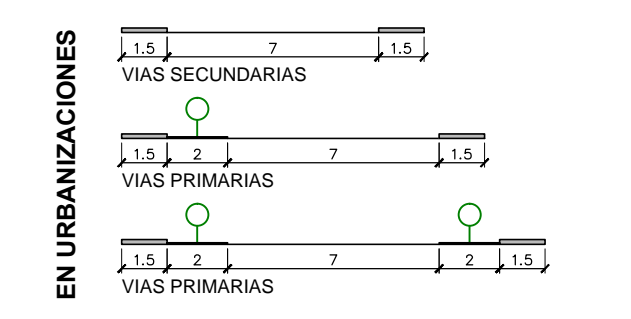 EN URBANIZACIONES
1.5 7 1.5
VIAS SECUNDARIAS
1.5 2 7 1.5
VIAS PRIMARIAS
1.5 2 7 2 1.5
VIAS PRIMARIAS